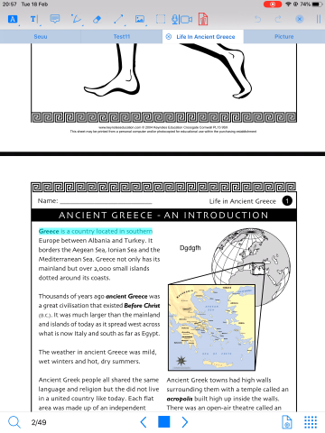 20:57 Tue 18 Feb
74%
Sou
Test!!!
Life In Ancient Greece
Picture
Name:
Life in Ancient Greece 1
ANCIENT GREECE - AN INTRODUCTION
Greece is a country located in southern
Europe between Albania and Turkey. It
borders the Aegean Sea, Ionian Sea and the
Mediterranean Sea. Greece not only has its
mainland but over 2,000 small islands
dotted around its coasts.
Dgdgfh
Thousands of years ago ancient Greece was
a great civilisation that existed Before Christ
(B.C.). It was much larger than the mainland
and islands of today as it spread west across
what is now Italy and south as far as Egypt.
The weather in ancient Greece was mild,
wet winters and hot, dry summers.
Ancient Greek people all shared the same
language and religion but the did not live
in a united country like today. Each flat
area was made up of an independent
Ancient Greek towns had high walls
surrounding them with a temple called an
acropolis built high up inside the walls.
There was an open-air theatre called an
2/49